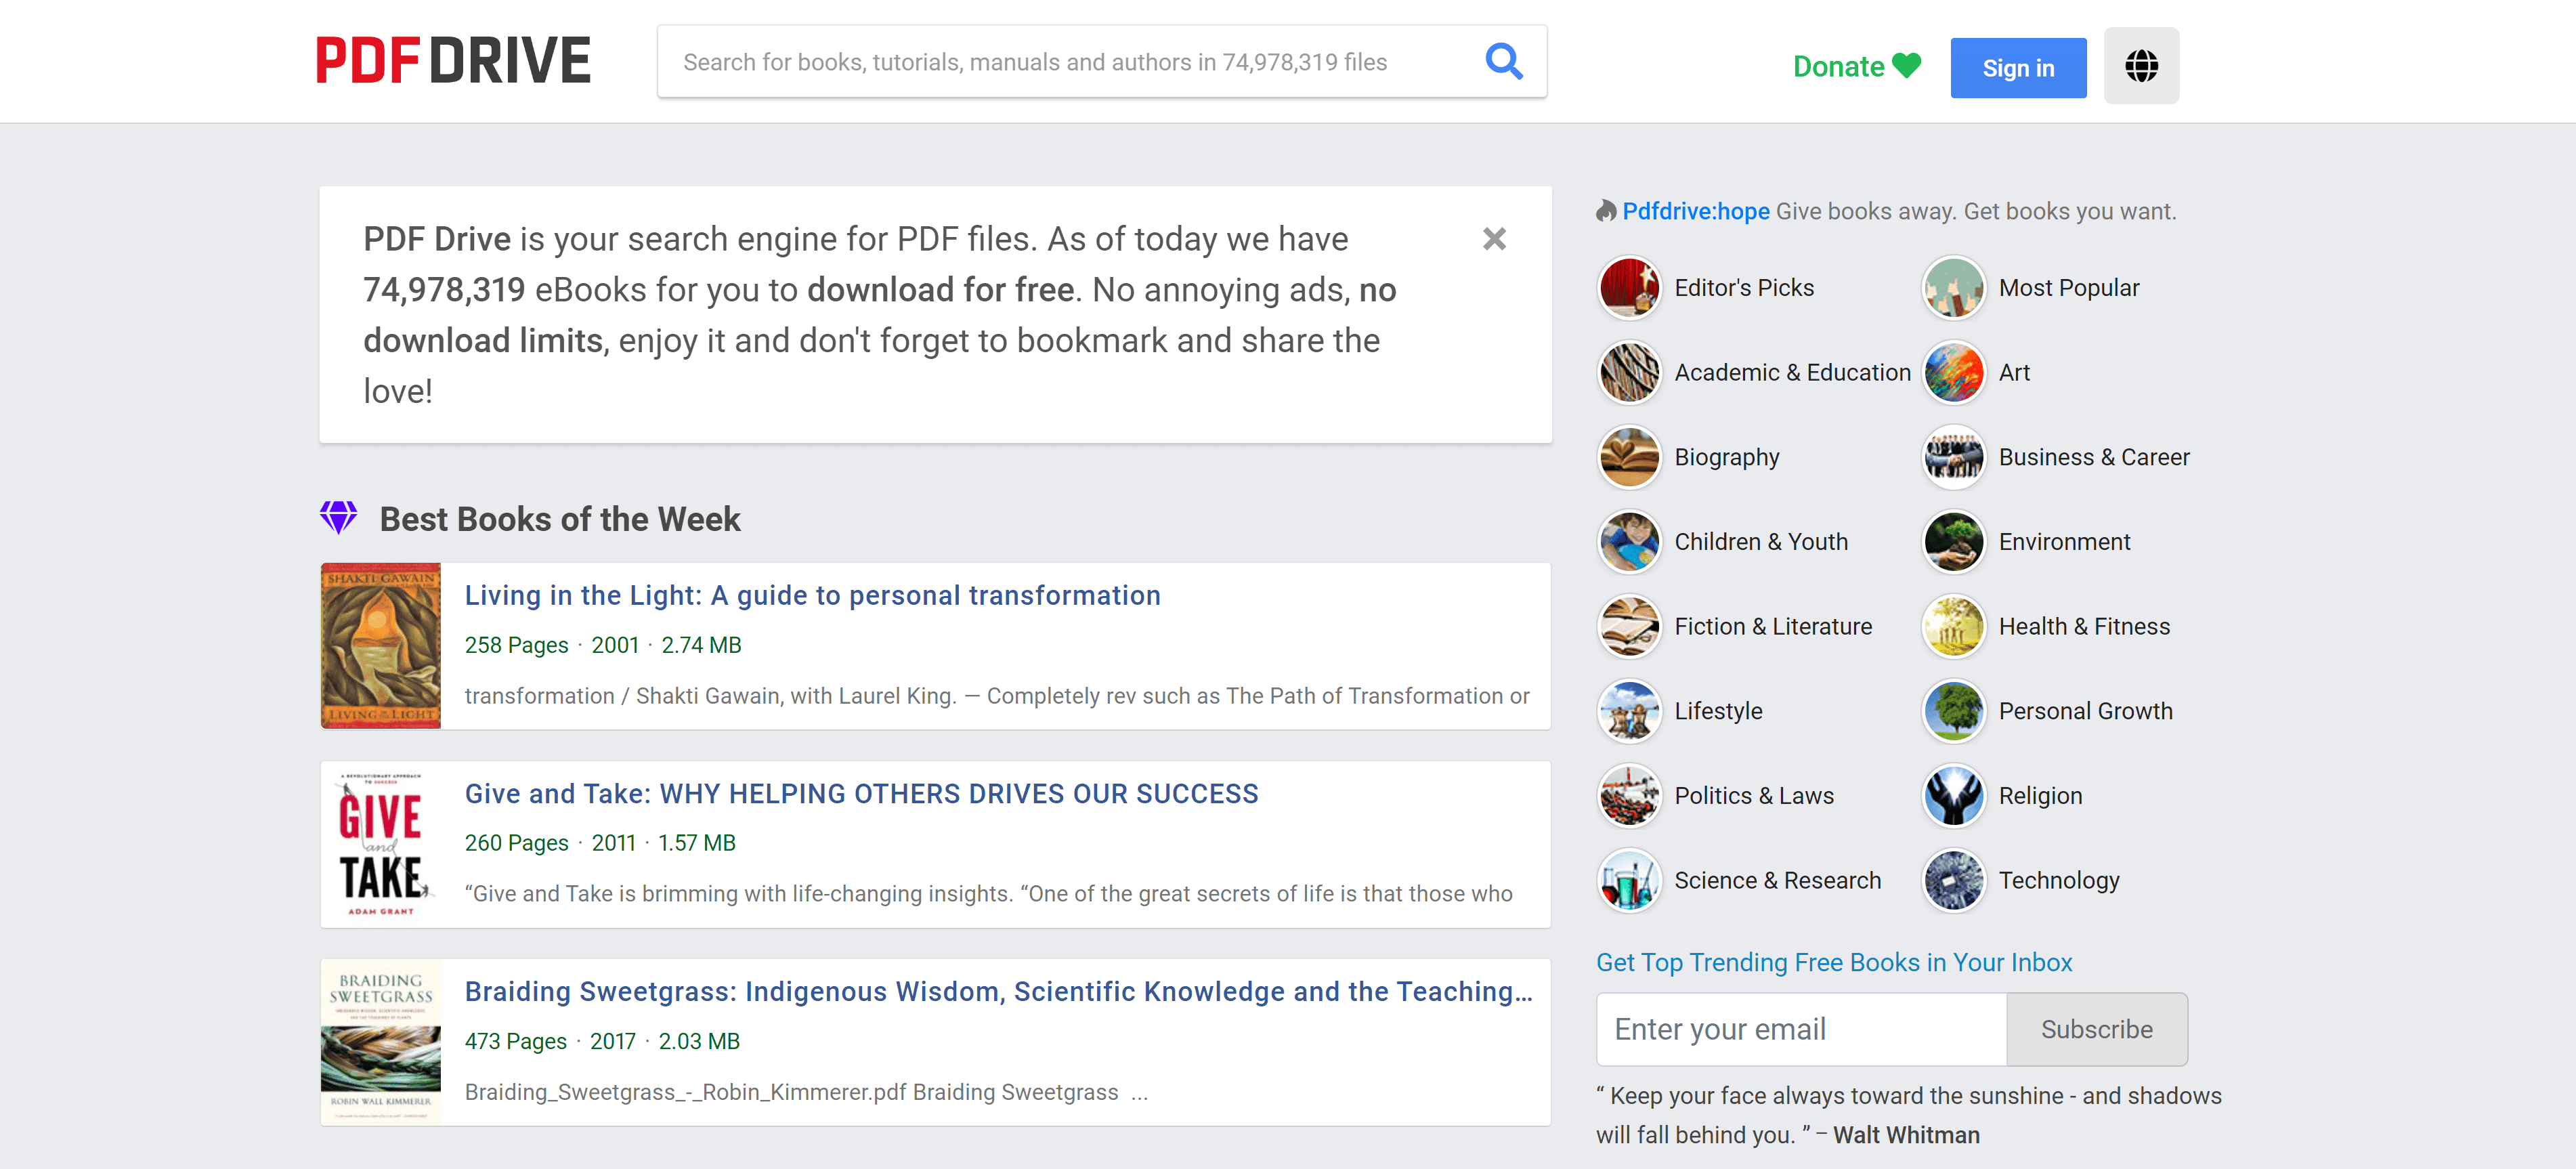 PDF DRIVE
Search for books, tutorials, manuals and authors in 74,978,319 files
Donate
Sign in
PDF Drive is your search engine for PDF files. As of today we have
74,978,319 eBooks for you to download for free. No annoying ads, no
download limits, enjoy it and don't forget to bookmark and share the
love!
Best Books of the Week
SHAKTI GAWAIN
LIVING IN THE LIGHT
Living in the Light: A guide to personal transformation
258 Pages · 2001 · 2.74 MB
transformation / Shakti Gawain, with Laurel King. — Completely rev such as The Path of Transformation or
A REVOLUTIONARY APPROACH
TO SUCCESS
GIVE
and
TAKE
ADAM GRANT
Give and Take: WHY HELPING OTHERS DRIVES OUR SUCCESS
260 Pages · 2011 · 1.57 MB
“Give and Take is brimming with life-changing insights. “One of the great secrets of life is that those who
BRAIDING
SWEETGRASS
ROBIN WALL KIMMERER
Braiding Sweetgrass: Indigenous Wisdom, Scientific Knowledge and the Teaching...
473 Pages · 2017 · 2.03 MB
Braiding_Sweetgrass_-_Robin_Kimmerer.pdf Braiding Sweetgrass ...
Pdfdrive:hope Give books away. Get books you want.
Editor's Picks
Most Popular
Academic & Education
Art
Biography
Business & Career
Children & Youth
Environment
Fiction & Literature
Health & Fitness
Lifestyle
Personal Growth
Politics & Laws
Religion
Science & Research
Technology
Get Top Trending Free Books in Your Inbox
Enter your email
Subscribe
“ Keep your face always toward the sunshine - and shadows
will fall behind you. ” – Walt Whitman